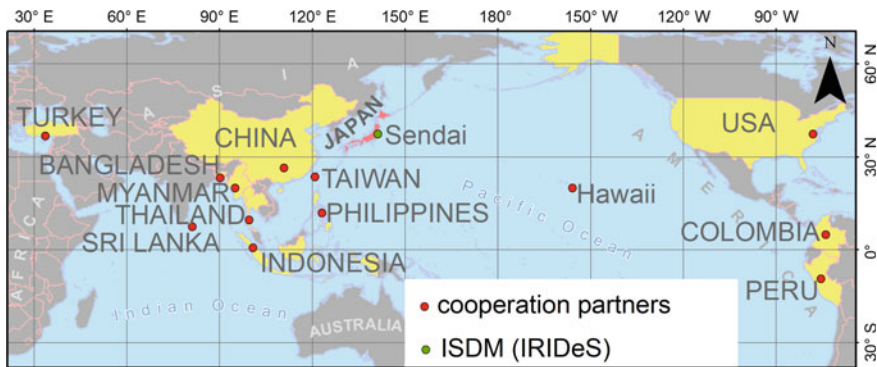 30°E 60°E 90°E 120°E 150°E 180° 150°W 120°W 90°W
N
60°N
A S I A
TURKEY
CHINA
JAPAN
Sendai
USA
A M E R I C A
30°N
BANGLADESH
MYANMAR
TAIWAN
THAILAND
PHILIPPINES
Hawaii
Pacific Ocean
SRI LANKA
INDONESIA
COLOMBIA
0°
AFRICA
PERU
Indian Ocean
AUSTRALIA
cooperation partners
ISDM (IRIDeS)
30°S